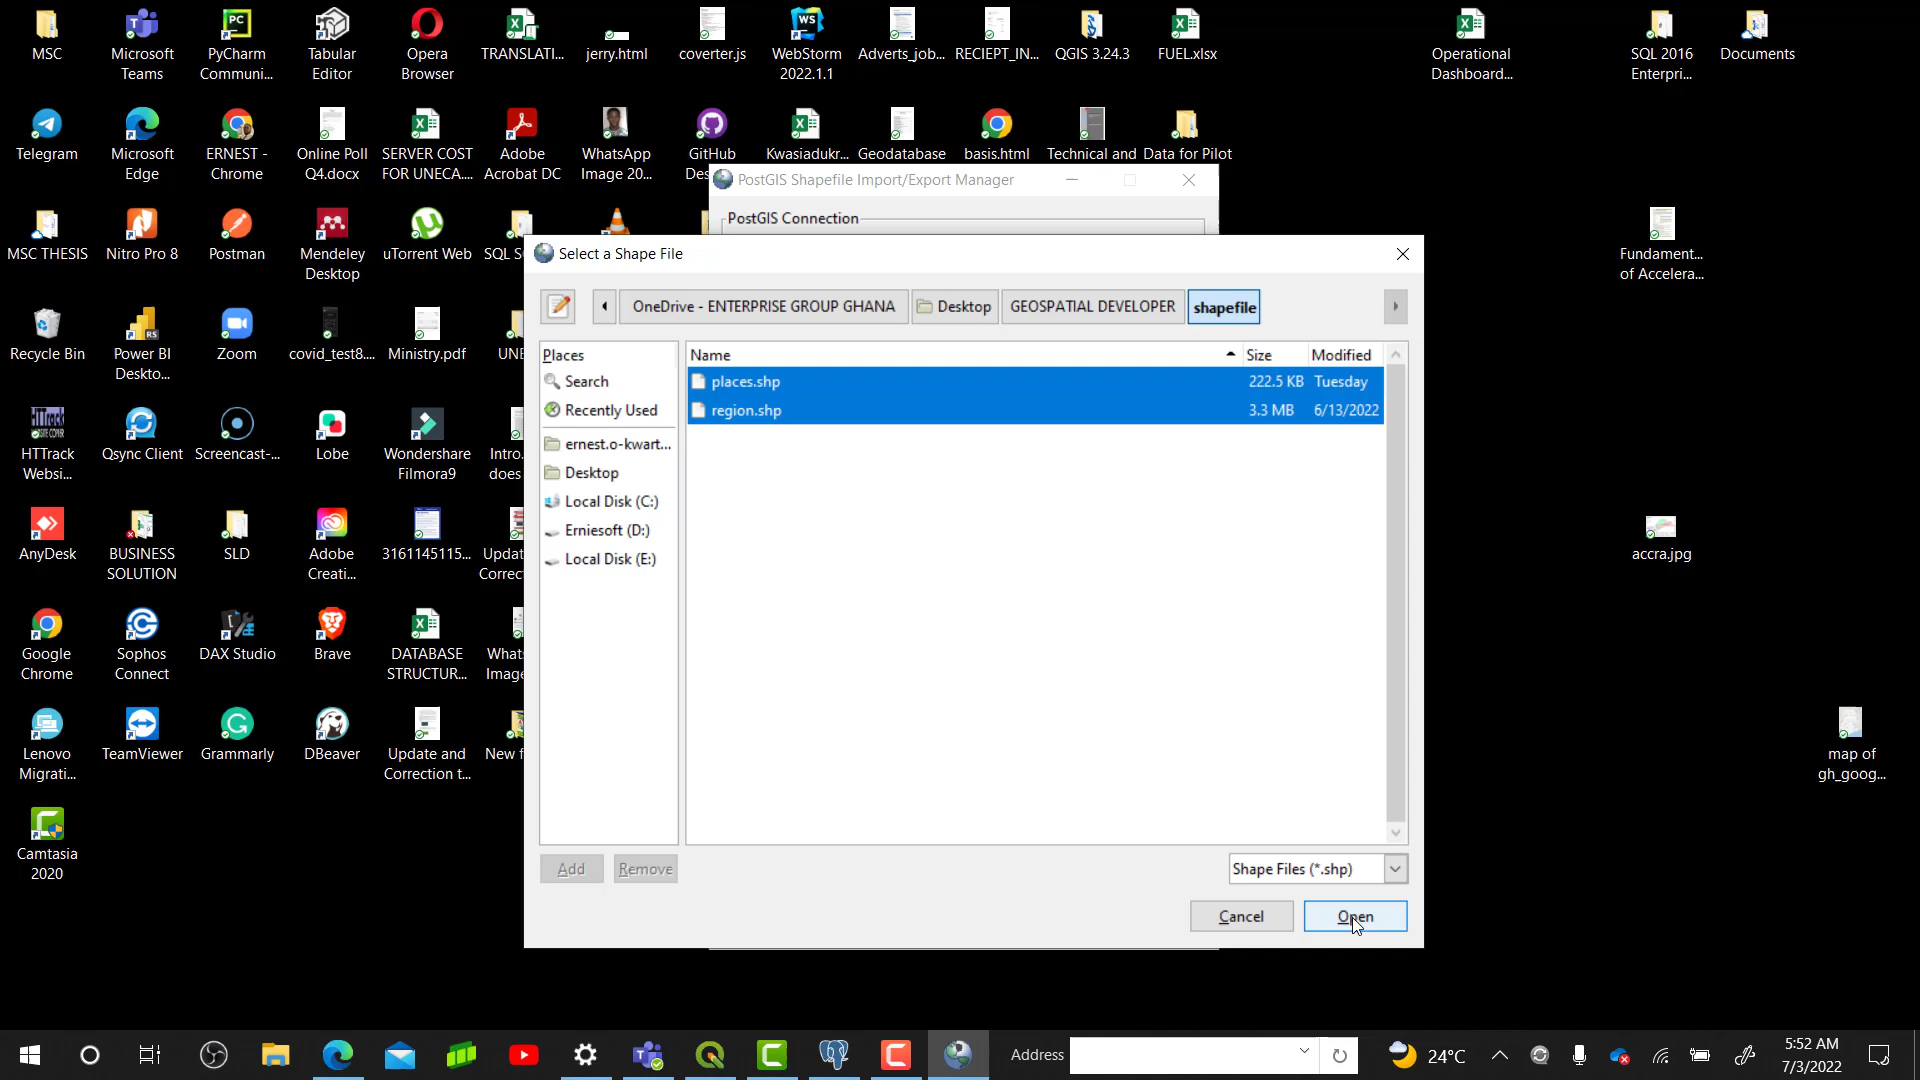 MSC
Microsoft
Teams
PyCharm
Communi...
Tabular
Editor
Opera
Browser
TRANSLATI...
jerry.html
coverter.js
WebStorm
2022.1.1
Adverts_job...
RECIEPT_IN...
QGIS 3.24.3
FUEL.xlsx
Operational
Dashboard...
SQL 2016
Enterpri...
Documents
Telegram
Microsoft
Edge
ERNEST -
Chrome
Online Poll
Q4.docx
SERVER COST
FOR UNECA....
Adobe
Acrobat DC
WhatsApp
Image 20...
GitHub
Des
Kwasiadukr...
Geodatabase
basis.html
Technical and
Data for Pilot
PostGIS Shapefile Import/Export Manager
PostGIS Connection
MSC THESIS
Nitro Pro 8
Postman
Mendeley
Desktop
uTorrent Web
SQL S
Fundament...
of Accelera...
Select a Shape File
OneDrive - ENTERPRISE GROUP GHANA
Desktop
GEOSPATIAL DEVELOPER
shapefile
Recycle Bin
Power BI
Deskto...
Zoom
covid_test8....
Ministry.pdf
UNE
Places
Search
Recently Used
ernest.o-kwart...
Desktop
Local Disk (C:)
Erniesoft (D:)
Local Disk (E:)
Name Size Modified
places.shp 222.5 KB Tuesday
region.shp 3.3 MB 6/13/2022
HTTrack
Websi...
Qsync Client
Screencast-...
Lobe
Wondershare
Filmora9
Intro.
does
AnyDesk
BUSINESS
SOLUTION
SLD
Adobe
Creati...
3161145115...
Updat
Correc
accra.jpg
Google
Chrome
Sophos
Connect
DAX Studio
Brave
DATABASE
STRUCTUR...
What
Imag
Lenovo
Migrati...
TeamViewer
Grammarly
DBeaver
Update and
Correction t...
New f
map of
gh_goog...
Camtasia
2020
Add
Remove
Shape Files (*.shp)
Cancel
Open
Address
24°C
5:52 AM
7/3/2022